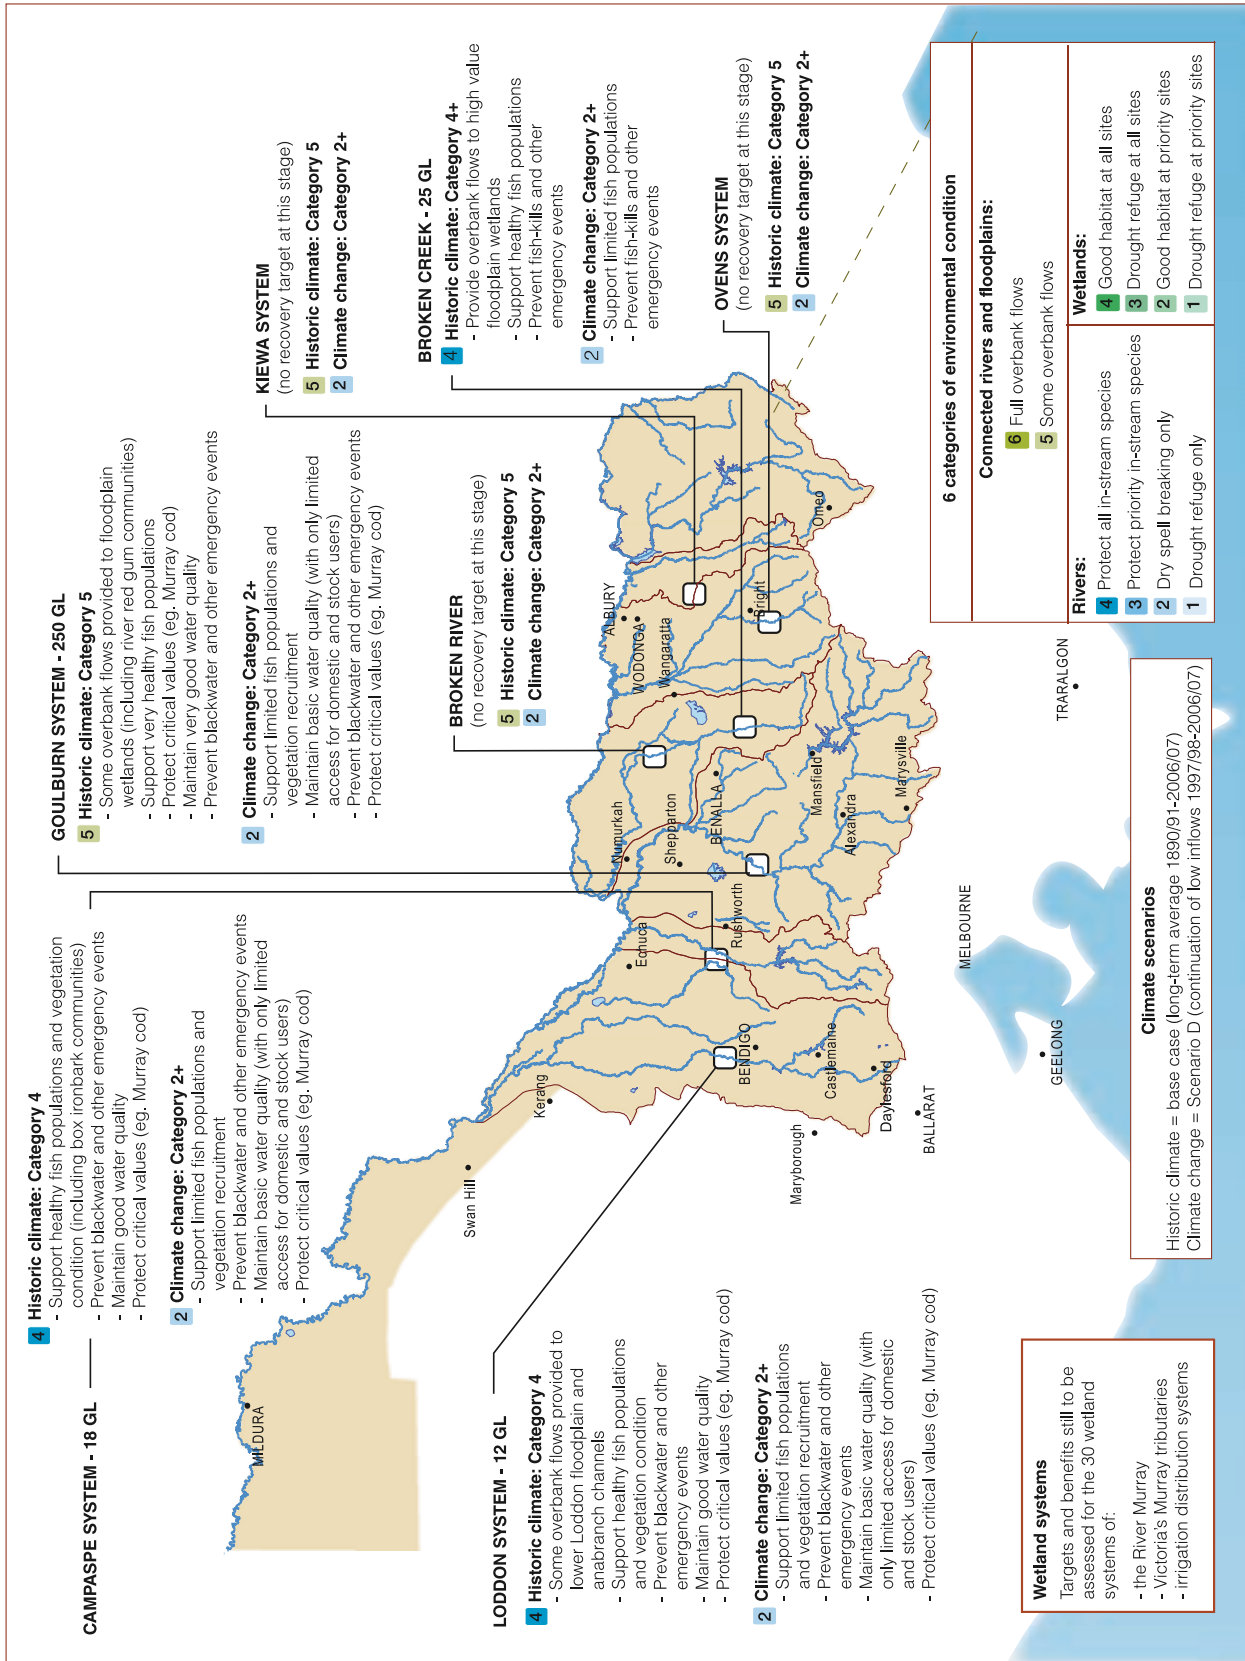 CAMPASPE SYSTEM - 18 GL
4 Historic climate: Category 4
- Support healthy fish populations and vegetation
condition (including box ironbark communities)
- Prevent blackwater and other emergency events
- Maintain good water quality
- Protect critical values (eg. Murray cod)
2 Climate change: Category 2+
- Support limited fish populations and
vegetation recruitment
- Prevent blackwater and other emergency events
- Maintain basic water quality (with only limited
access for domestic and stock users)
- Protect critical values (eg. Murray cod)
GOULBURN SYSTEM - 250 GL
5 Historic climate: Category 5
- Some overbank flows provided to floodplain
wetlands (including river red gum communities)
- Support very healthy fish populations
- Protect critical values (eg. Murray cod)
- Maintain very good water quality
- Prevent blackwater and other emergency events
2 Climate change: Category 2+
- Support limited fish populations and
vegetation recruitment
- Maintain basic water quality (with only limited
access for domestic and stock users)
- Prevent blackwater and other emergency events
- Protect critical values (eg. Murray cod)
KIEWA SYSTEM
(no recovery target at this stage)
5 Historic climate: Category 5
2 Climate change: Category 2+
BROKEN RIVER
(no recovery target at this stage)
5 Historic climate: Category 5
2 Climate change: Category 2+
BROKEN CREEK - 25 GL
4 Historic climate: Category 4+
- Provide overbank flows to high value
floodplain wetlands
- Support healthy fish populations
- Prevent fish-kills and other
emergency events
2 Climate change: Category 2+
- Support limited fish populations
- Prevent fish-kills and other
emergency events
OVENS SYSTEM
(no recovery target at this stage)
5 Historic climate: Category 5
2 Climate change: Category 2+
LODDON SYSTEM - 12 Gl
4 Historic climate: Category 4
- Some overbank flows provided to
lower Loddon floodplain and
anabranch channels
- Support healthy fish populations
and vegetation condition
- Prevent blackwater and other
emergency events
- Maintain good water quality
- Protect critical values (eg. Murray cod)
2 Climate change: Category 2+
- Support limited fish populations
and vegetation recruitment
- Prevent blackwater and other
emergency events
- Maintain basic water quality (with
only limited access for domestic
and stock users)
- Protect critical values (eg. Murray cod)
MILDURA
Swan Hill
Kerang
Echuca
Numurkah
Shepparton
Rushworth
BENALLA
ALBURY
WODONGA
Wangaratta
Bright
Omeo
Mansfield
Alexandra
Marysville
BENDIGO
Castlemaine
Maryborough
Daylesford
BALLARAT
GEELONG
MELBOURNE
TRARALGON
Wetland systems
Targets and benefits still to be
assessed for the 30 wetland
systems of:
- the River Murray
- Victoria's Murray tributaries
- irrigation distribution systems
Climate scenarios
Historic climate = base case (long-term average 1890/91-2006/07)
Climate change = Scenario D (continuation of low inflows 1997/98-2006/07)
6 categories of environmental condition
Connected rivers and floodplains:
6 Full overbank flows
5 Some overbank flows
Rivers:
4 Protect all in-stream species
3 Protect priority in-stream species
2 Dry spell breaking only
1 Drought refuge only
Wetlands:
4 Good habitat at all sites
3 Drought refuge at all sites
2 Good habitat at priority sites
1 Drought refuge at priority sites